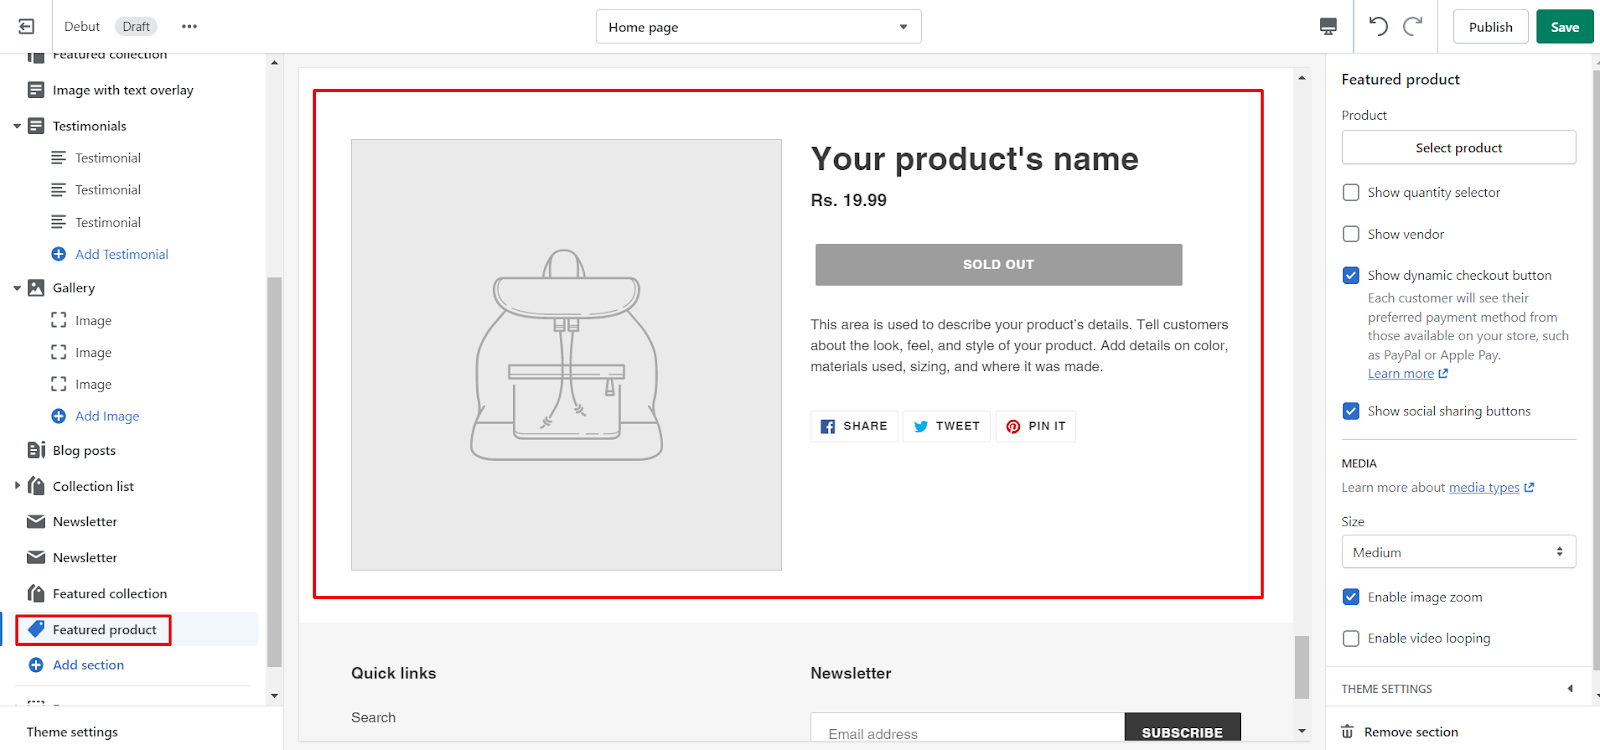 Debut Draft
Home page
Publish
Save
Featured collection
Image with text overlay
Testimonials
Testimonial
Testimonial
Testimonial
Add Testimonial
Gallery
Image
Image
Image
Add Image
Blog posts
Collection list
Newsletter
Newsletter
Featured collection
Featured product
Add section
Theme settings
Your product's name
Rs. 19.99
SOLD OUT
This area is used to describe your product's details. Tell customers
about the look, feel, and style of your product. Add details on color,
materials used, sizing, and where it was made.
SHARE TWEET PIN IT
Quick links
Search
Newsletter
Email address SUBSCRIBE
Featured product
Product
Select product
Show quantity selector
Show vendor
Show dynamic checkout button
Each customer will see their
preferred payment method from
those available on your store, such
as PayPal or Apple Pay.
Learn more
Show social sharing buttons
MEDIA
Learn more about media types
Size
Medium
Enable image zoom
Enable video looping
THEME SETTINGS
Remove section